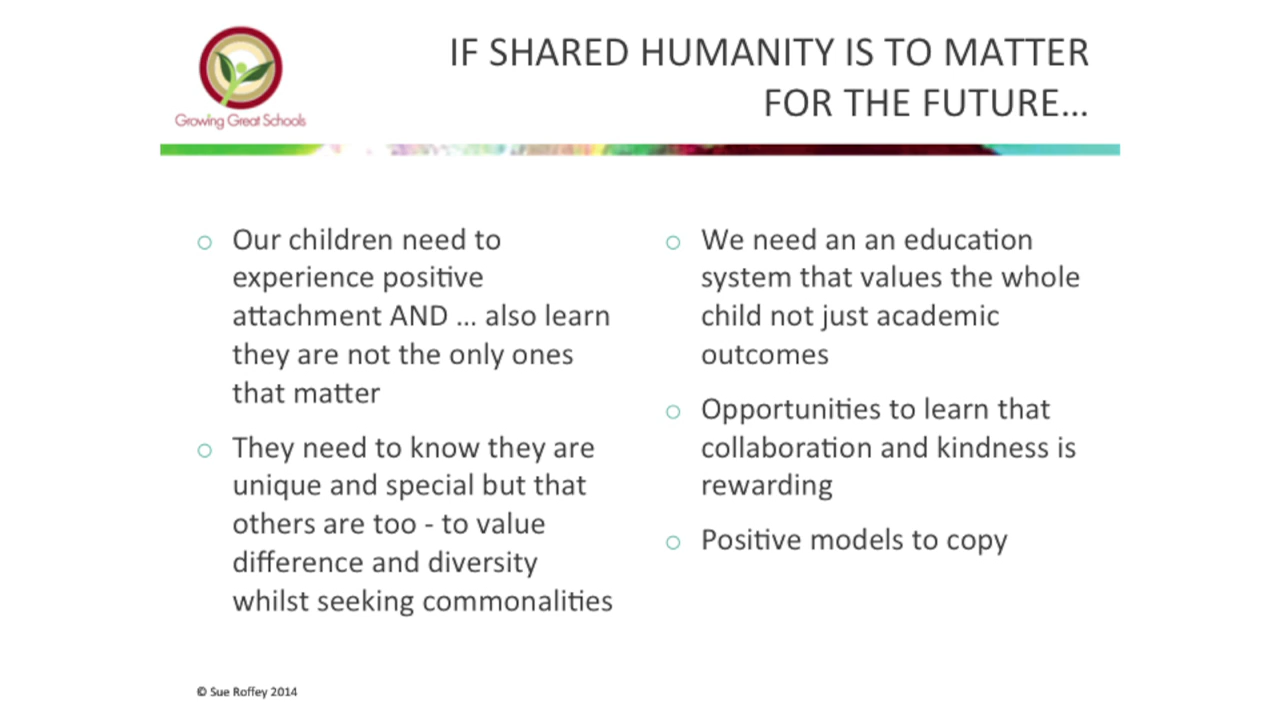 Growing Great Schools
IF SHARED HUMANITY IS TO MATTER
FOR THE FUTURE...
Our children need to
experience positive
attachment AND ... also learn
they are not the only ones
that matter
They need to know they are
unique and special but that
others are too - to value
difference and diversity
whilst seeking commonalities
We need an an education
system that values the whole
child not just academic
outcomes
Opportunities to learn that
collaboration and kindness is
rewarding
Positive models to copy
© Sue Roffey 2014